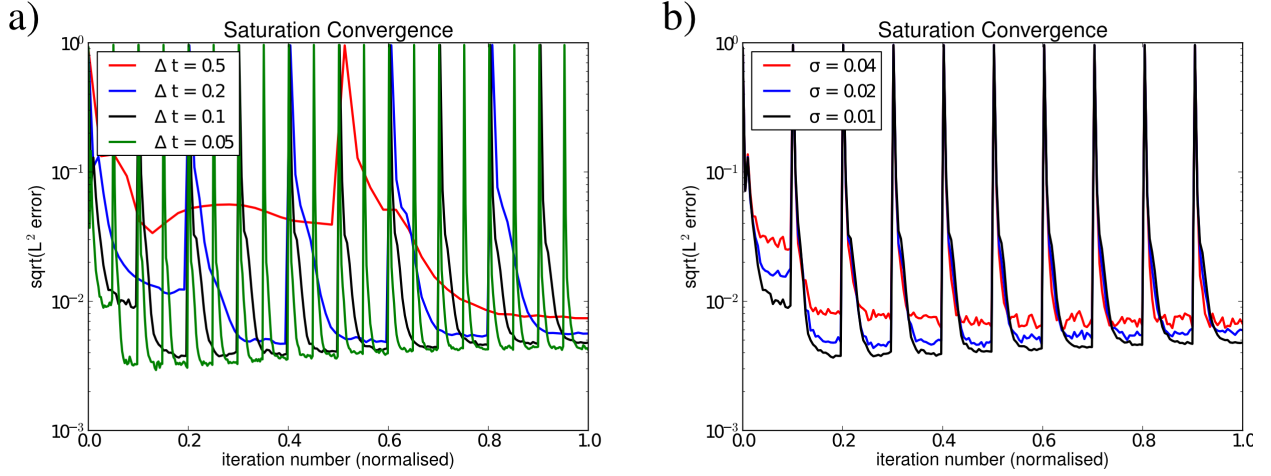 a)
Saturation Convergence
Δ t = 0.5
Δ t = 0.2
Δ t = 0.1
Δ t = 0.05
10⁰
10⁻¹
10⁻²
10⁻³
sqrt(L² error)
0.0 0.2 0.4 0.6 0.8 1.0
iteration number (normalised)
b)
Saturation Convergence
σ = 0.04
σ = 0.02
σ = 0.01
10⁰
10⁻¹
10⁻²
10⁻³
sqrt(L² error)
0.0 0.2 0.4 0.6 0.8 1.0
iteration number (normalised)